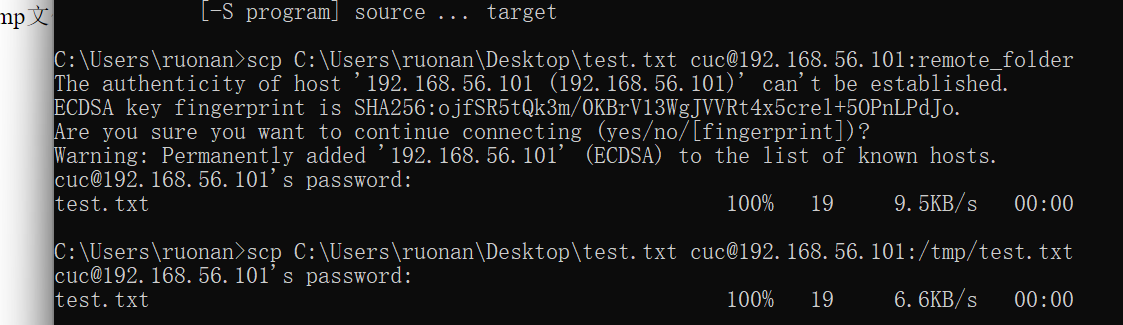 mp文
[-S program] source ... target
C:\Users\ruonan>scp C:\Users\ruonan\Desktop\test.txt cuc@192.168.56.101:remote_folder
The authenticity of host '192.168.56.101 (192.168.56.101)' can't be established.
ECDSA key fingerprint is SHA256:ojfSR5tQk3m/0KBrV13WgJVVRt4x5crel+5OPnLPdJo.
Are you sure you want to continue connecting (yes/no/[fingerprint])?
Warning: Permanently added '192.168.56.101' (ECDSA) to the list of known hosts.
cuc@192.168.56.101's password:
test.txt 100% 19 9.5KB/s 00:00
C:\Users\ruonan>scp C:\Users\ruonan\Desktop\test.txt cuc@192.168.56.101:/tmp/test.txt
cuc@192.168.56.101's password:
test.txt 100% 19 6.6KB/s 00:00